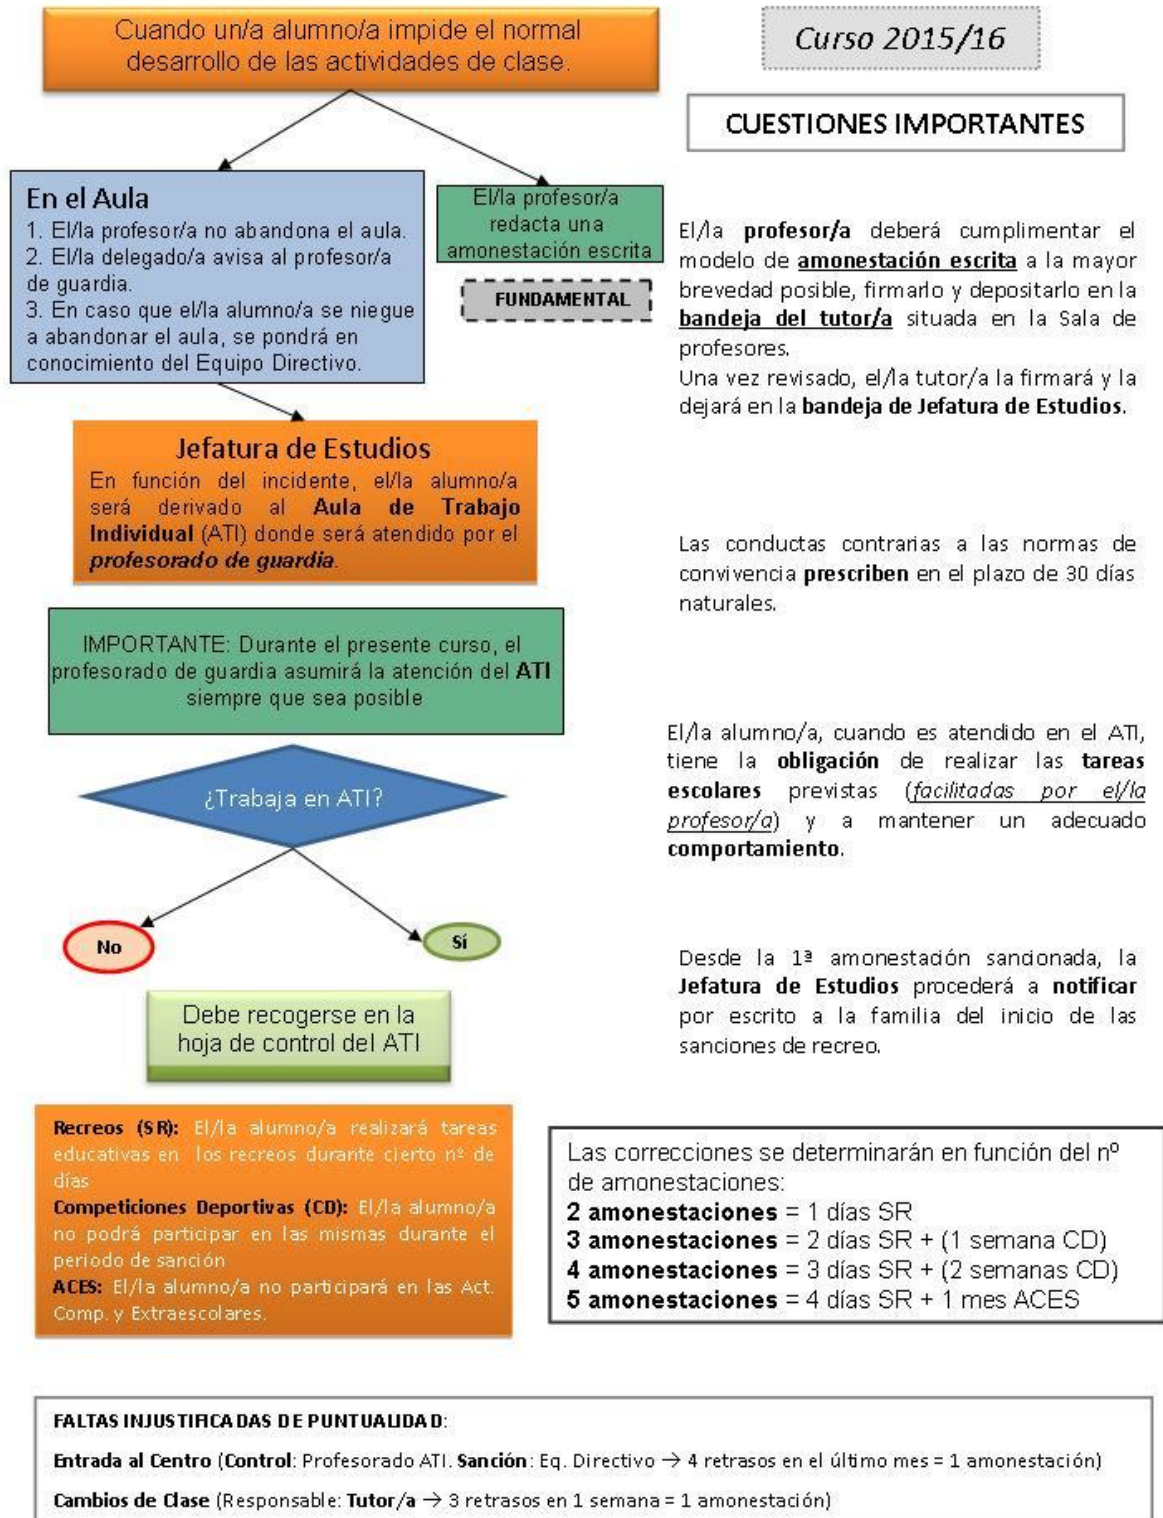 Cuando un/a alumno/a impide el normal
desarrollo de las actividades de clase.
Curso 2015/16
CUESTIONES IMPORTANTES
En el Aula
1. El/la profesor/a no abandona el aula.
2. El/la delegado/a avisa al profesor/a
de guardia.
3. En caso que el/la alumno/a se niegue
a abandonar el aula, se pondrá en
conocimiento del Equipo Directivo.
El/la profesor/a
redacta una
amonestación escrita
FUNDAMENTAL
El/la profesor/a deberá cumplimentar el
modelo de amonestación escrita a la mayor
brevedad posible, firmarlo y depositarlo en la
bandeja del tutor/a situada en la Sala de
profesores.
Una vez revisado, el/la tutor/a la firmará y la
dejará en la bandeja de Jefatura de Estudios.
Jefatura de Estudios
En función del incidente, el/la alumno/a
será derivado al Aula de Trabajo
Individual (ATI) donde será atendido por el
profesorado de guardia.
Las conductas contrarias a las normas de
convivencia prescriben en el plazo de 30 días
naturales.
IMPORTANTE: Durante el presente curso, el
profesorado de guardia asumirá la atención del ATI
siempre que sea posible
El/la alumno/a, cuando es atendido en el ATI,
tiene la obligación de realizar las tareas
escolares previstas (facilitadas por el/la
profesor/a) y a mantener un adecuado
comportamiento.
¿Trabaja en ATI?
No
Sí
Desde la 1ª amonestación sancionada, la
Jefatura de Estudios procederá a notificar
por escrito a la familia del inicio de las
sanciones de recreo.
Debe recogerse en la
hoja de control del ATI
Recreos (SR): El/la alumno/a realizará tareas
educativas en los recreos durante cierto nº de
días
Competiciones Deportivas (CD): El/la alumno/a
no podrá participar en las mismas durante el
periodo de sanción
ACES: El/la alumno/a no participará en las Act.
Comp. y Extraescolares.
Las correcciones se determinarán en función del nº
de amonestaciones:
2 amonestaciones = 1 días SR
3 amonestaciones = 2 días SR + (1 semana CD)
4 amonestaciones = 3 días SR + (2 semanas CD)
5 amonestaciones = 4 días SR + 1 mes ACES
FALTAS INJUSTIFICADAS DE PUNTUALIDAD:
Entrada al Centro (Control: Profesorado ATI. Sanción: Eq. Directivo → 4 retrasos en el último mes = 1 amonestación)
Cambios de Clase (Responsable: Tutor/a → 3 retrasos en 1 semana = 1 amonestación)